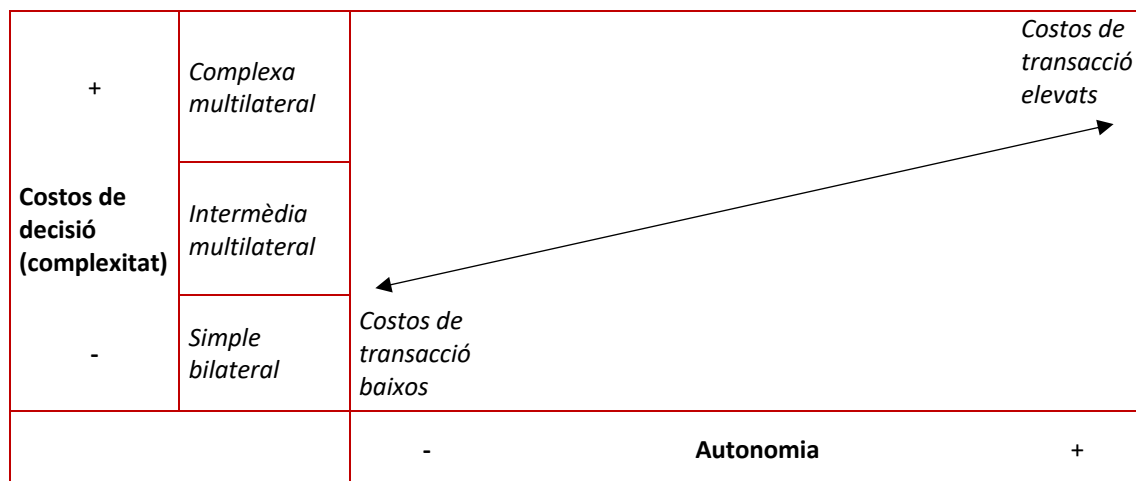 +
Complexa
multilateral
Costos de
transacció
elevats
Costos de
decisió
(complexitat)
Intermèdia
multilateral
-
Simple
bilateral
Costos de
transacció
baixos
-
Autonomia
+